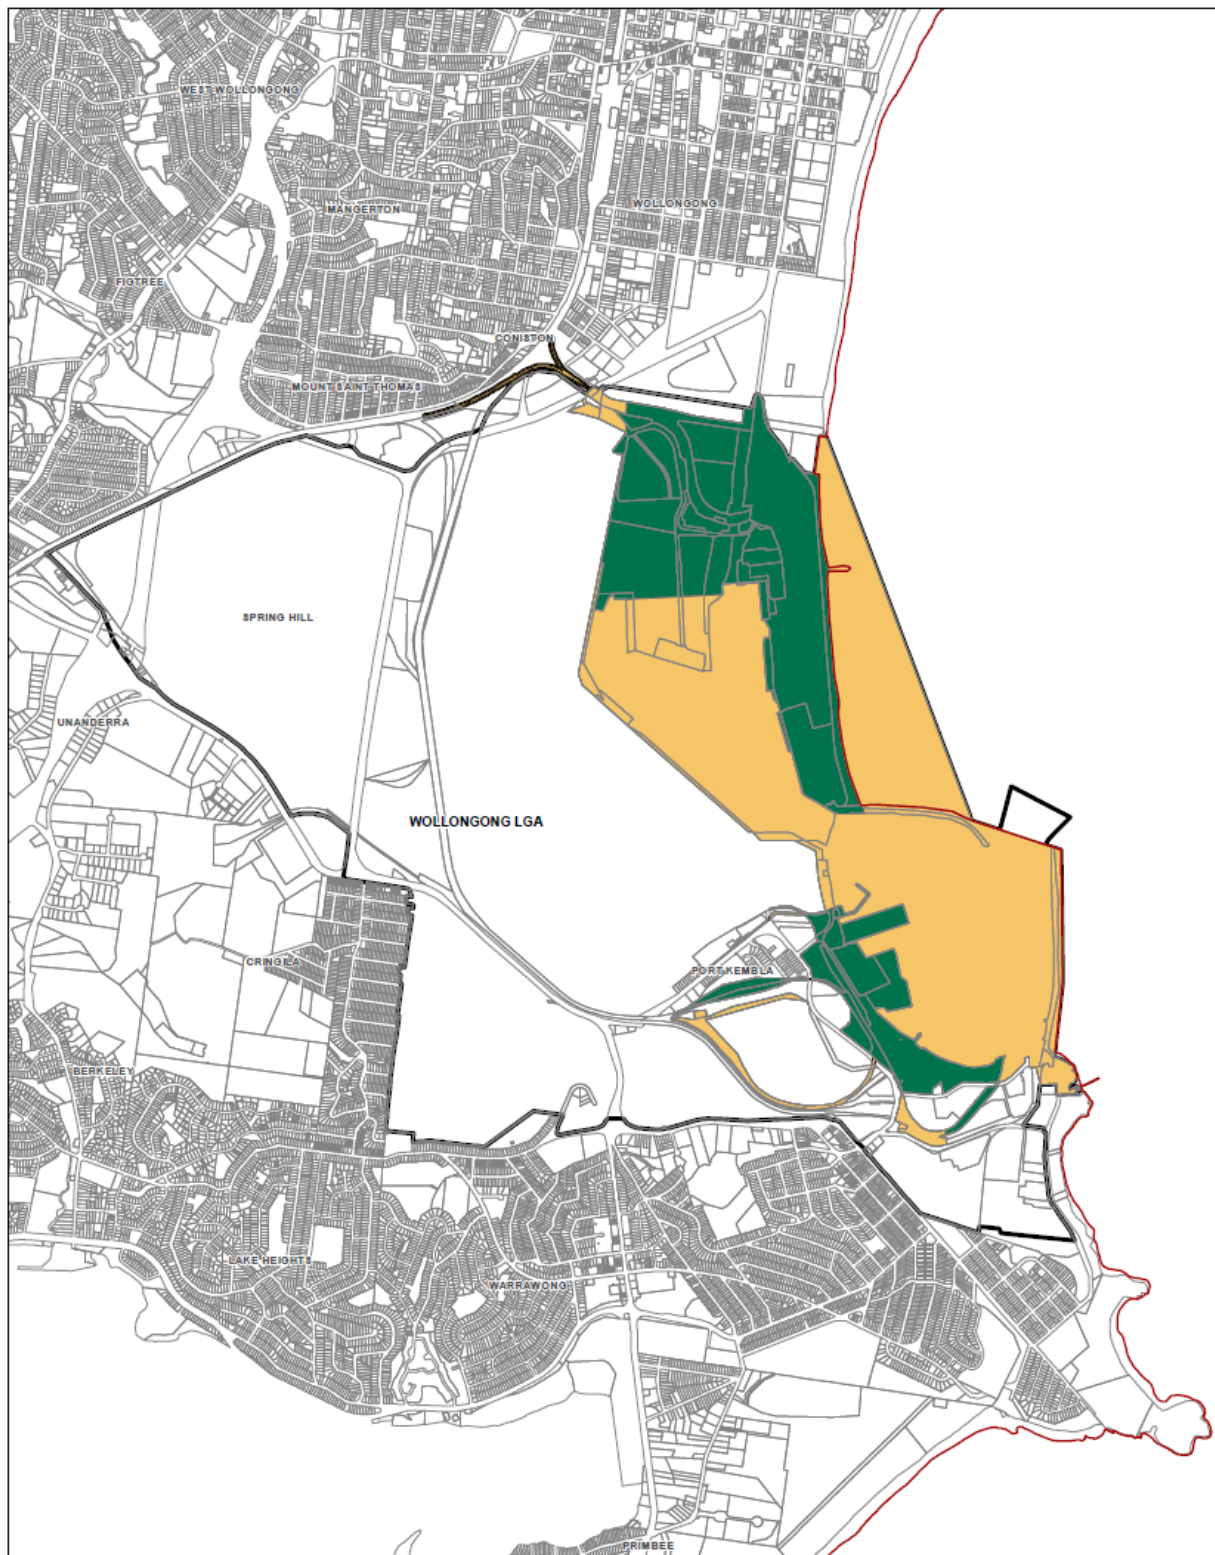 WEST WOLLONGONG
MANGERTON
WOLLONGONG
FIGTREE
CONISTON
MOUNT SAINT THOMAS
SPRING HILL
UNANDERRA
WOLLONGONG LGA
CRINGILA
PORT KEMBLA
BERKELEY
LAKE HEIGHTS
WARRAWONG
PRIMBEE